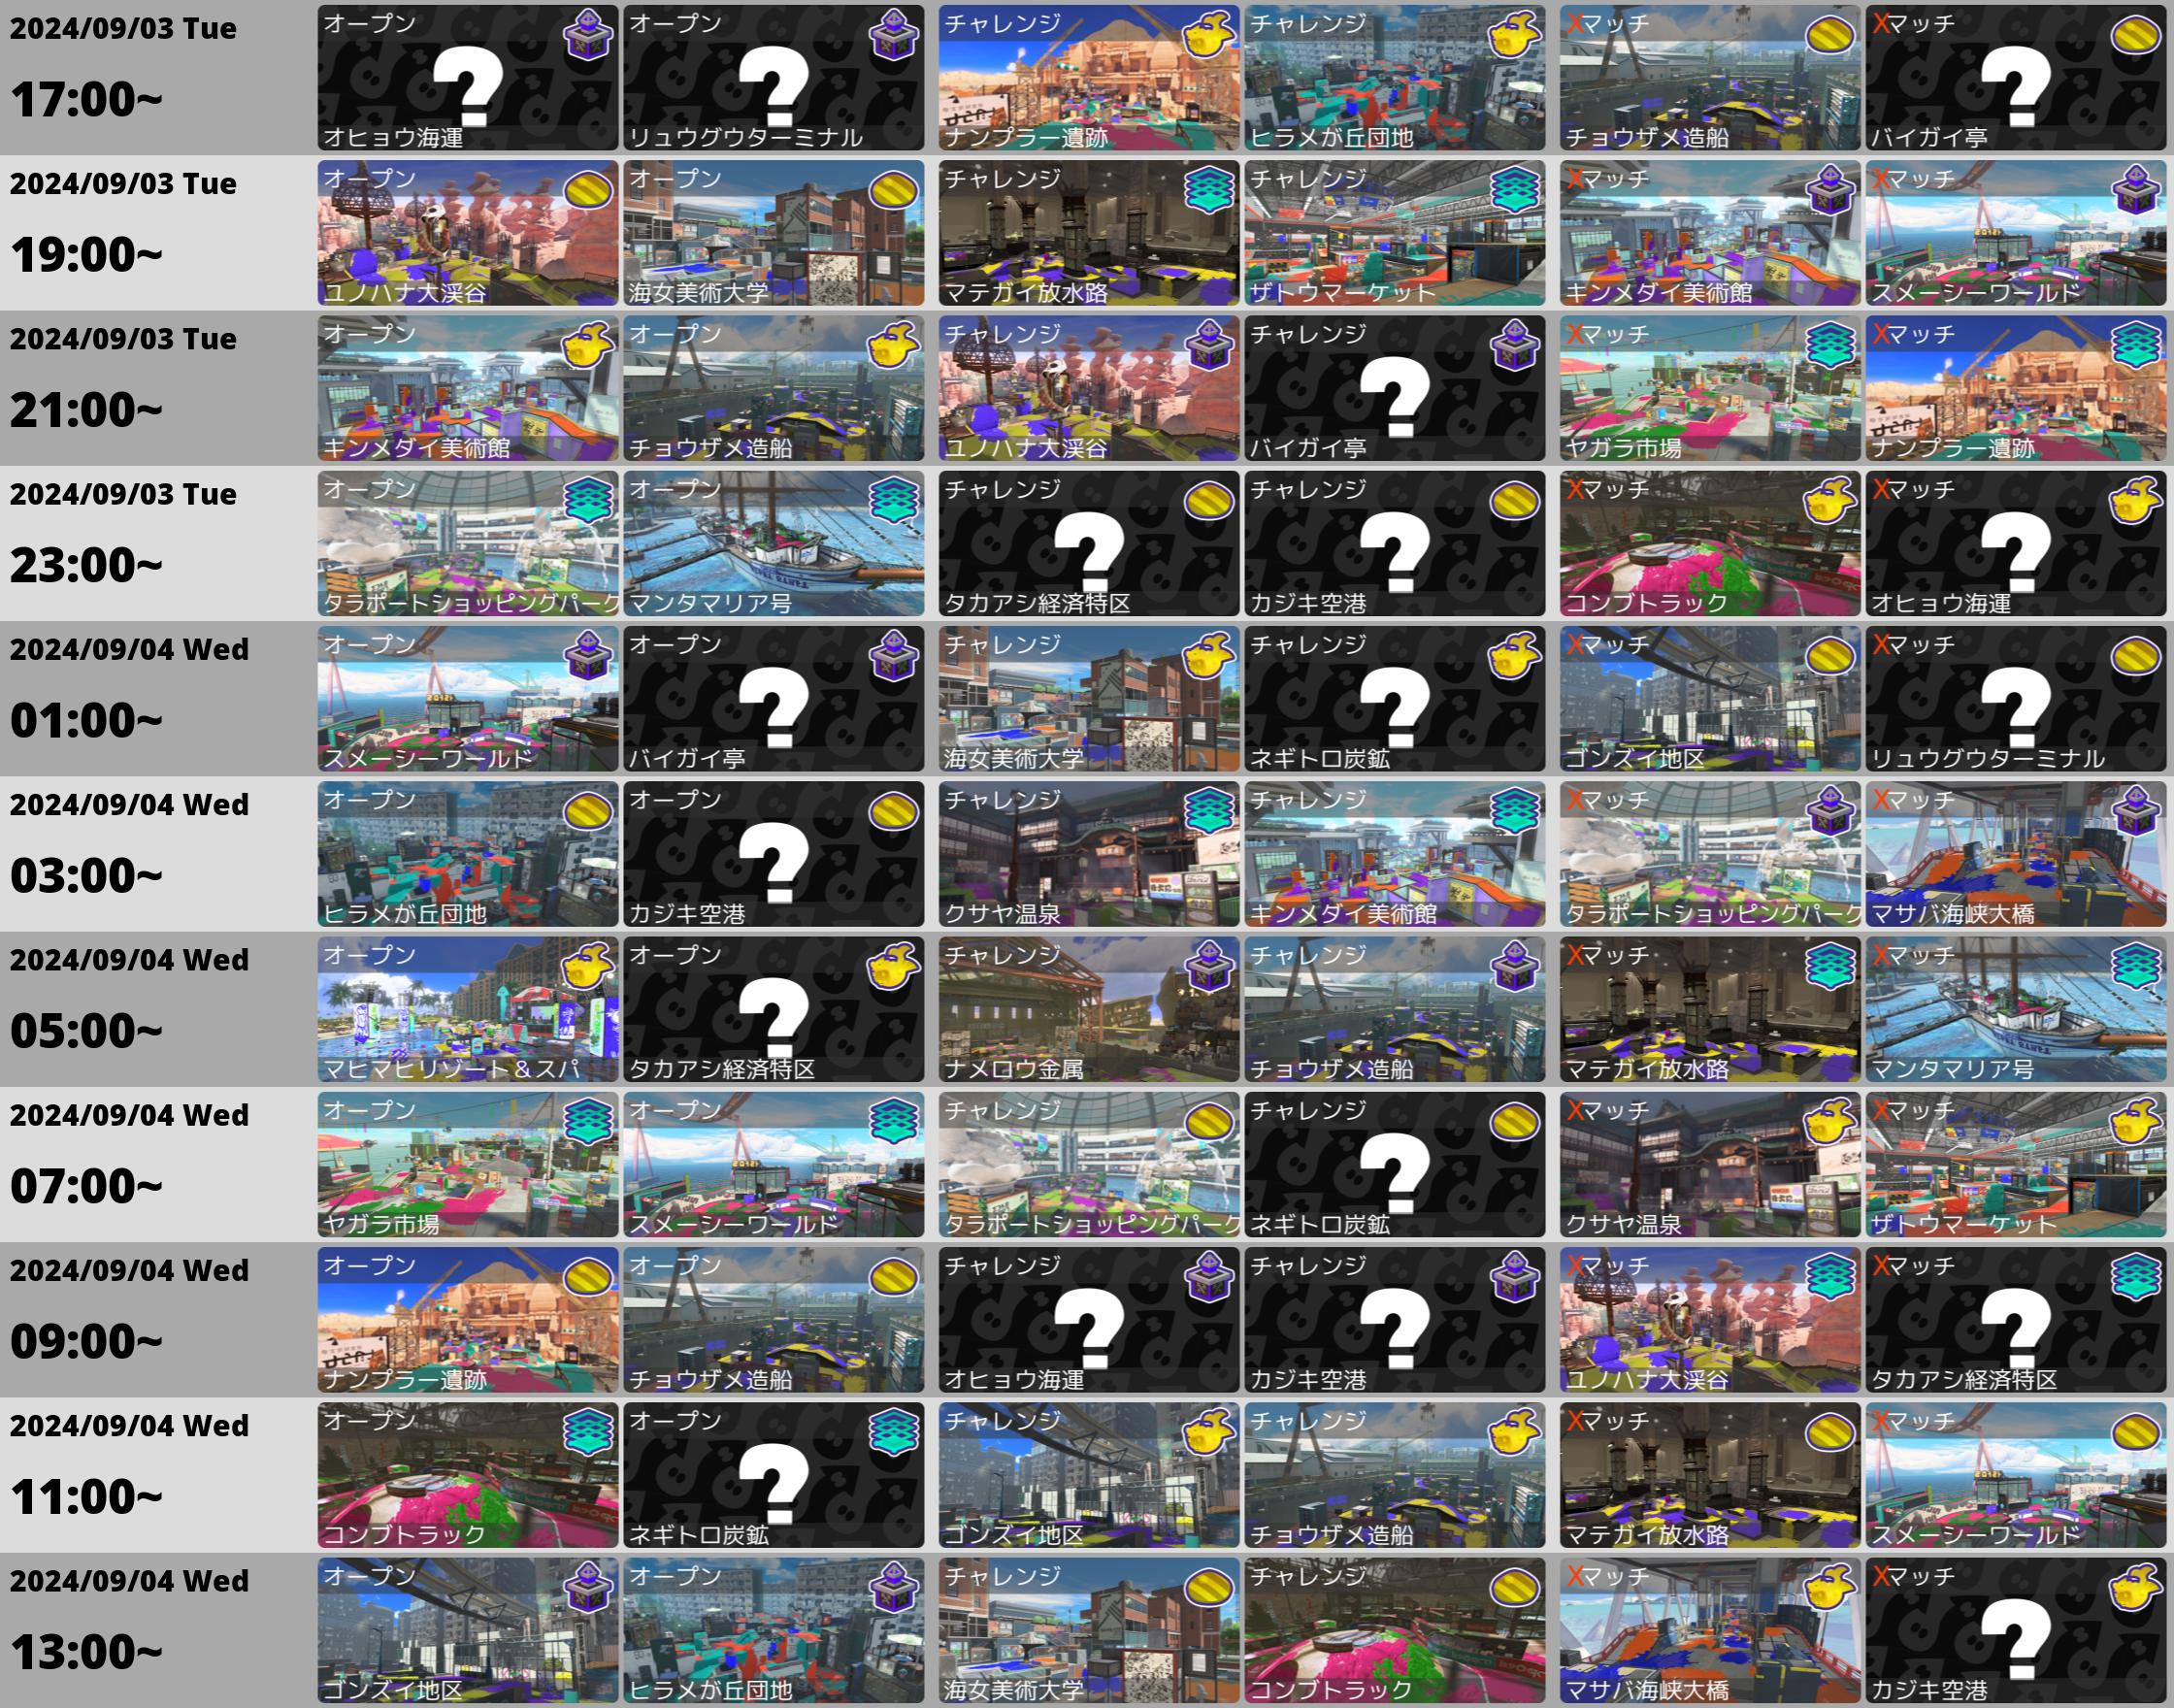 2024/09/03 Tue
17:00~
オープン
オヒョウ海運
オープン
リュウグウターミナル
チャレンジ
ナンプラー遺跡
チャレンジ
ヒラメが丘団地
Xマッチ
チョウザメ造船
Xマッチ
バイガイ亭
2024/09/03 Tue
19:00~
オープン
ユノハナ大渓谷
オープン
海女美術大学
チャレンジ
マテガイ放水路
チャレンジ
ザトウマーケット
Xマッチ
キンメダイ美術館
Xマッチ
スメーシーワールド
2024/09/03 Tue
21:00~
オープン
キンメダイ美術館
オープン
チョウザメ造船
チャレンジ
ユノハナ大渓谷
チャレンジ
バイガイ亭
Xマッチ
ヤガラ市場
Xマッチ
ナンプラー遺跡
2024/09/03 Tue
23:00~
オープン
タラポートショッピングパーク
オープン
マンタマリア号
チャレンジ
タカアシ経済特区
チャレンジ
カジキ空港
Xマッチ
コンブトラック
Xマッチ
オヒョウ海運
2024/09/04 Wed
01:00~
オープン
スメーシーワールド
オープン
バイガイ亭
チャレンジ
海女美術大学
チャレンジ
ネギトロ炭鉱
Xマッチ
ゴンズイ地区
Xマッチ
リュウグウターミナル
2024/09/04 Wed
03:00~
オープン
ヒラメが丘団地
オープン
カジキ空港
チャレンジ
クサヤ温泉
チャレンジ
キンメダイ美術館
Xマッチ
タラポートショッピングパーク
Xマッチ
マサバ海峡大橋
2024/09/04 Wed
05:00~
オープン
マヒマヒリゾート＆スパ
オープン
タカアシ経済特区
チャレンジ
ナメロウ金属
チャレンジ
チョウザメ造船
Xマッチ
マテガイ放水路
Xマッチ
マンタマリア号
2024/09/04 Wed
07:00~
オープン
ヤガラ市場
オープン
スメーシーワールド
チャレンジ
タラポートショッピングパーク
チャレンジ
ネギトロ炭鉱
Xマッチ
クサヤ温泉
Xマッチ
ザトウマーケット
2024/09/04 Wed
09:00~
オープン
ナンプラー遺跡
オープン
チョウザメ造船
チャレンジ
オヒョウ海運
チャレンジ
カジキ空港
Xマッチ
ユノハナ大渓谷
Xマッチ
タカアシ経済特区
2024/09/04 Wed
11:00~
オープン
コンブトラック
オープン
ネギトロ炭鉱
チャレンジ
ゴンズイ地区
チャレンジ
チョウザメ造船
Xマッチ
マテガイ放水路
Xマッチ
スメーシーワールド
2024/09/04 Wed
13:00~
オープン
ゴンズイ地区
オープン
ヒラメが丘団地
チャレンジ
海女美術大学
チャレンジ
コンブトラック
Xマッチ
マサバ海峡大橋
Xマッチ
カジキ空港